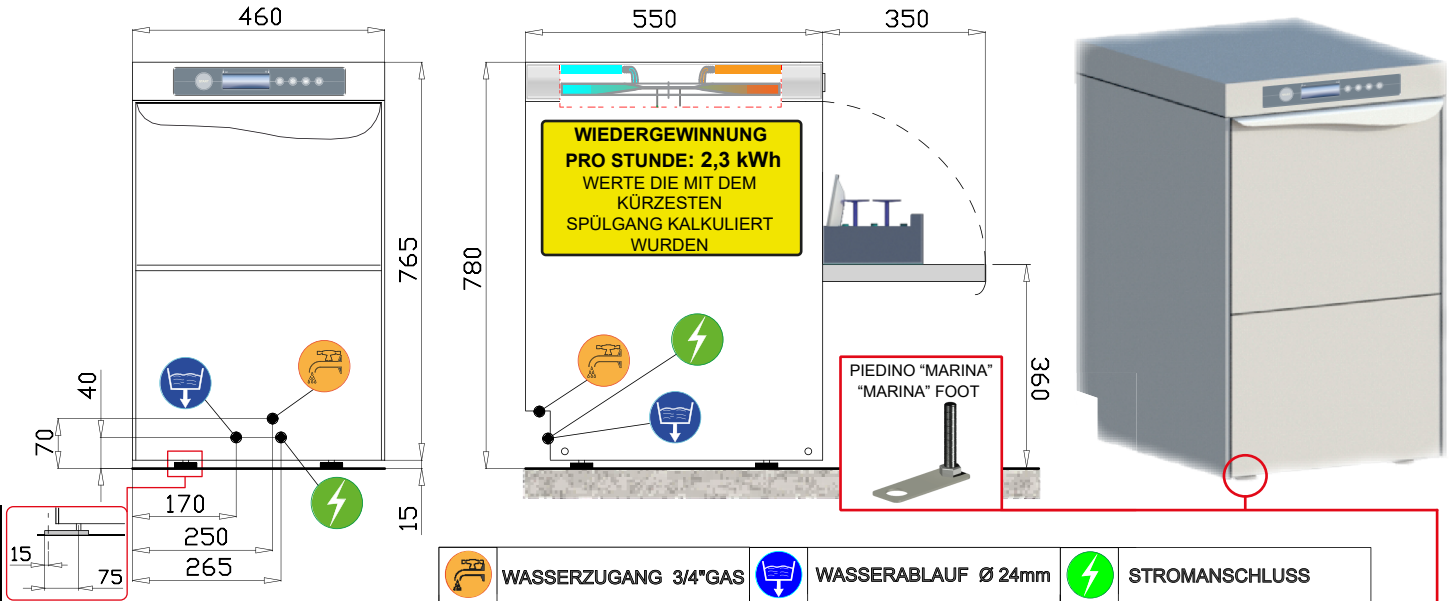 460
550
350
WIEDERGEWINNUNG
PRO STUNDE: 2,3 kWh
WERTE DIE MIT DEM
KÜRZESTEN
SPÜLGANG KALKULIERT
WURDEN
765
780
360
40
70
170
250
265
15
15
75
PIEDINO “MARINA”
“MARINA” FOOT
WASSERZUGANG 3/4"GAS
WASSERABLAUF Ø 24mm
STROMANSCHLUSS